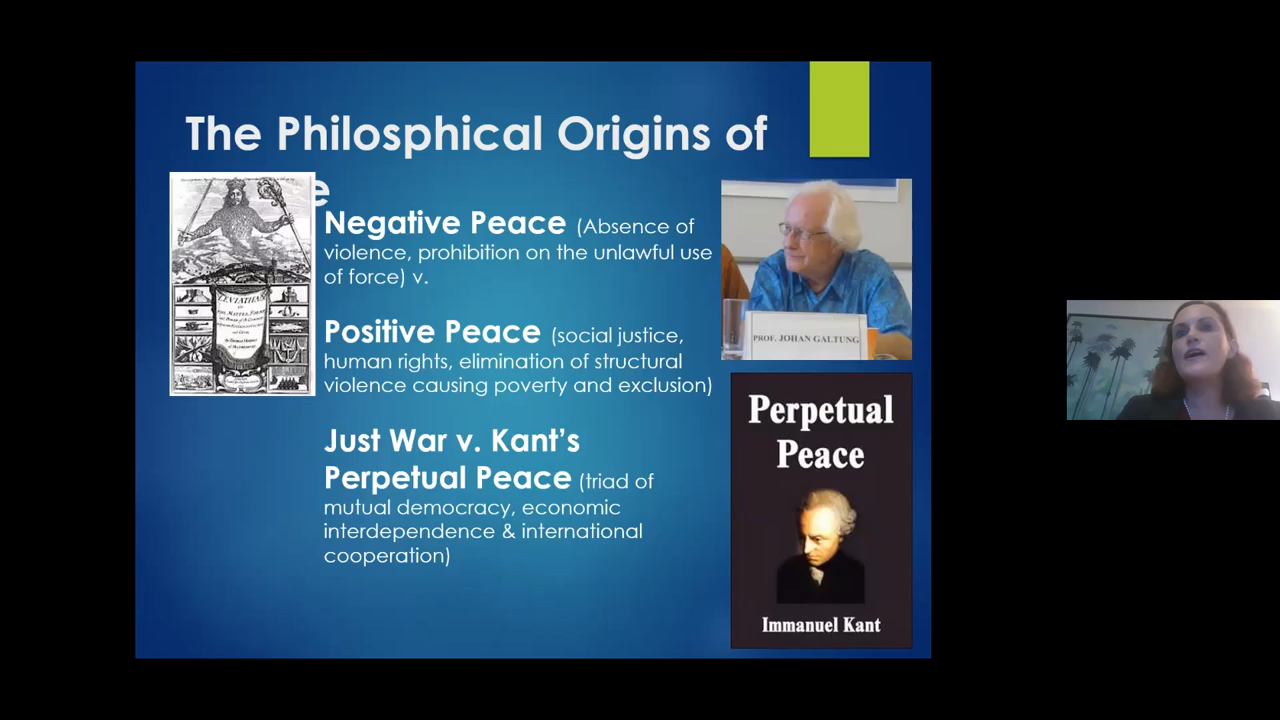 The Philosphical Origins of
e
Negative Peace (Absence of
violence, prohibition on the unlawful use
of force) v.
Positive Peace (social justice,
human rights, elimination of structural
violence causing poverty and exclusion)
Just War v. Kant's
Perpetual Peace (triad of
mutual democracy, economic
interdependence & international
cooperation)
LEVIATHAN
PROF. JOHAN GALTUNG
Perpetual
Peace
Immanuel Kant